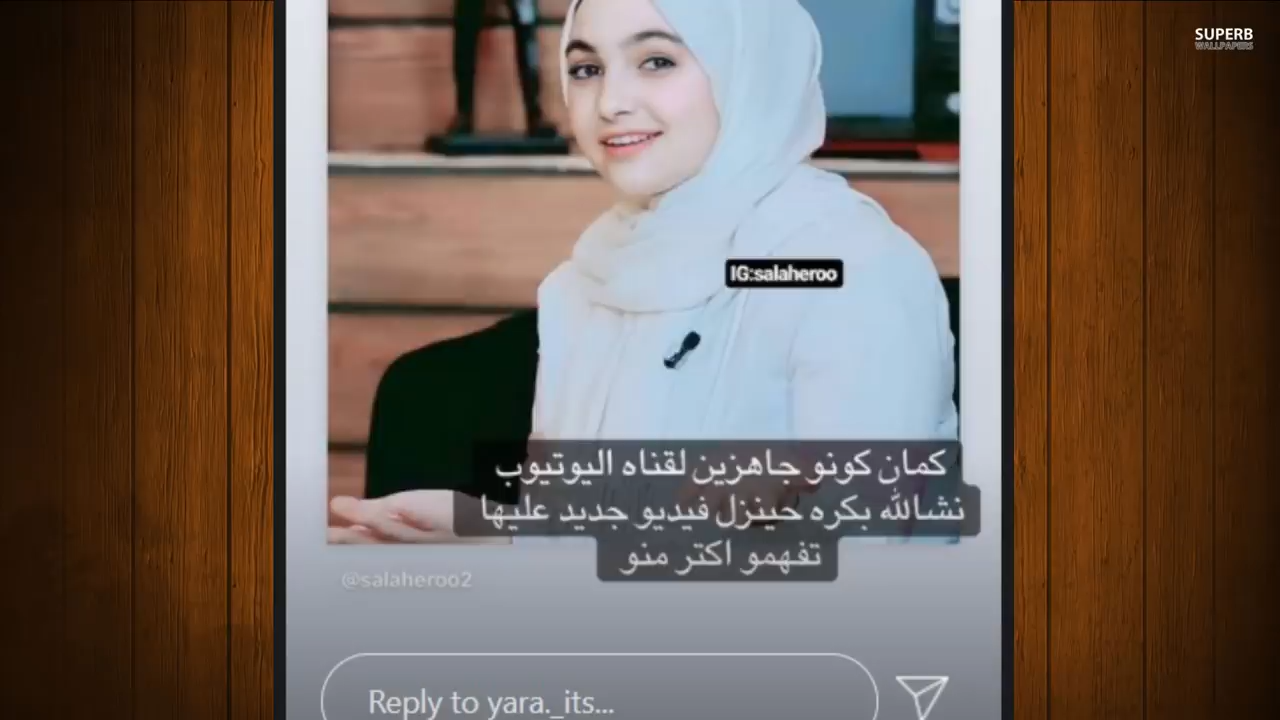 SUPERB
WALLPAPERS
IG:salaheroo
كمان كونو جاهزين لقناه اليوتيوب
نشالله بكره حينزل فيديو جديد عليها
تفهمو اكتر منو
@salaheroo2
Reply to yara._its...